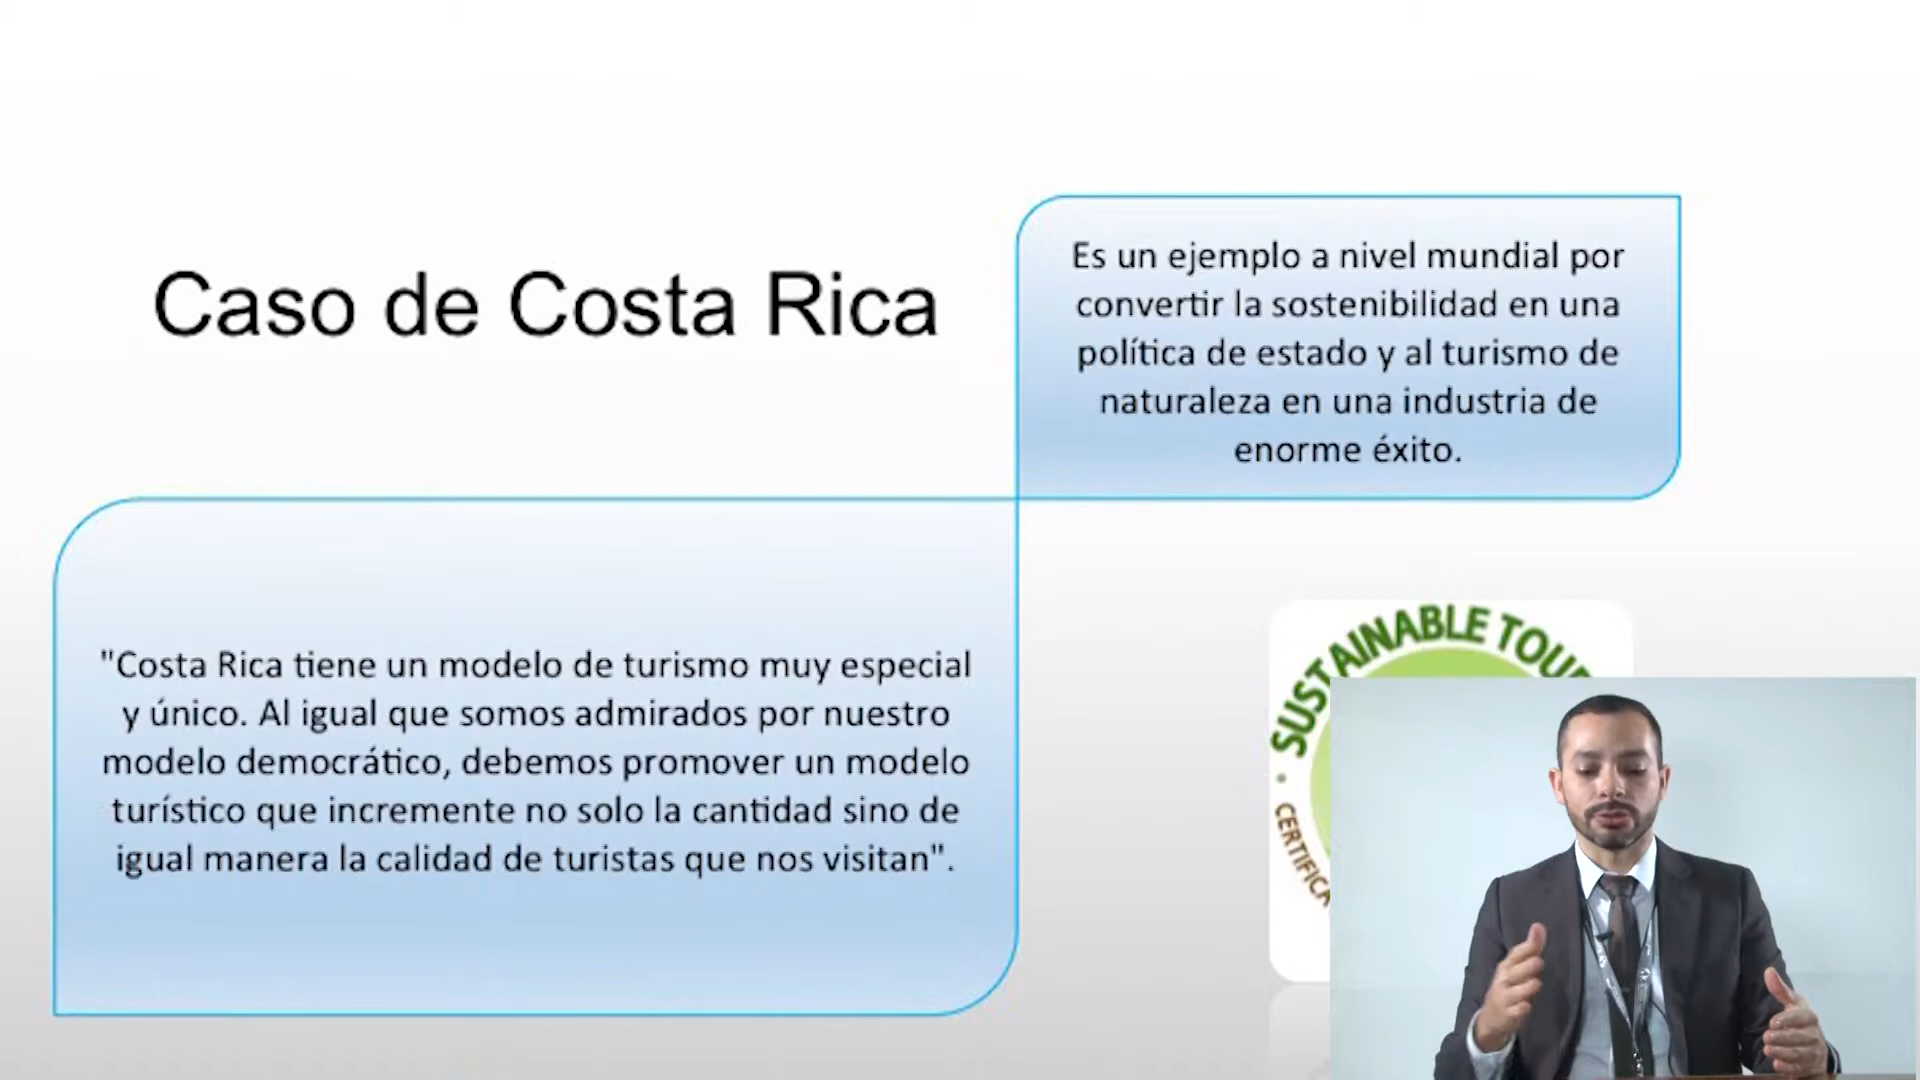 Caso de Costa Rica
Es un ejemplo a nivel mundial por
convertir la sostenibilidad en una
política de estado y al turismo de
naturaleza en una industria de
enorme éxito.
"Costa Rica tiene un modelo de turismo muy especial
y único. Al igual que somos admirados por nuestro
modelo democrático, debemos promover un modelo
turístico que incremente no solo la cantidad sino de
igual manera la calidad de turistas que nos visitan".
SUSTAINABLE